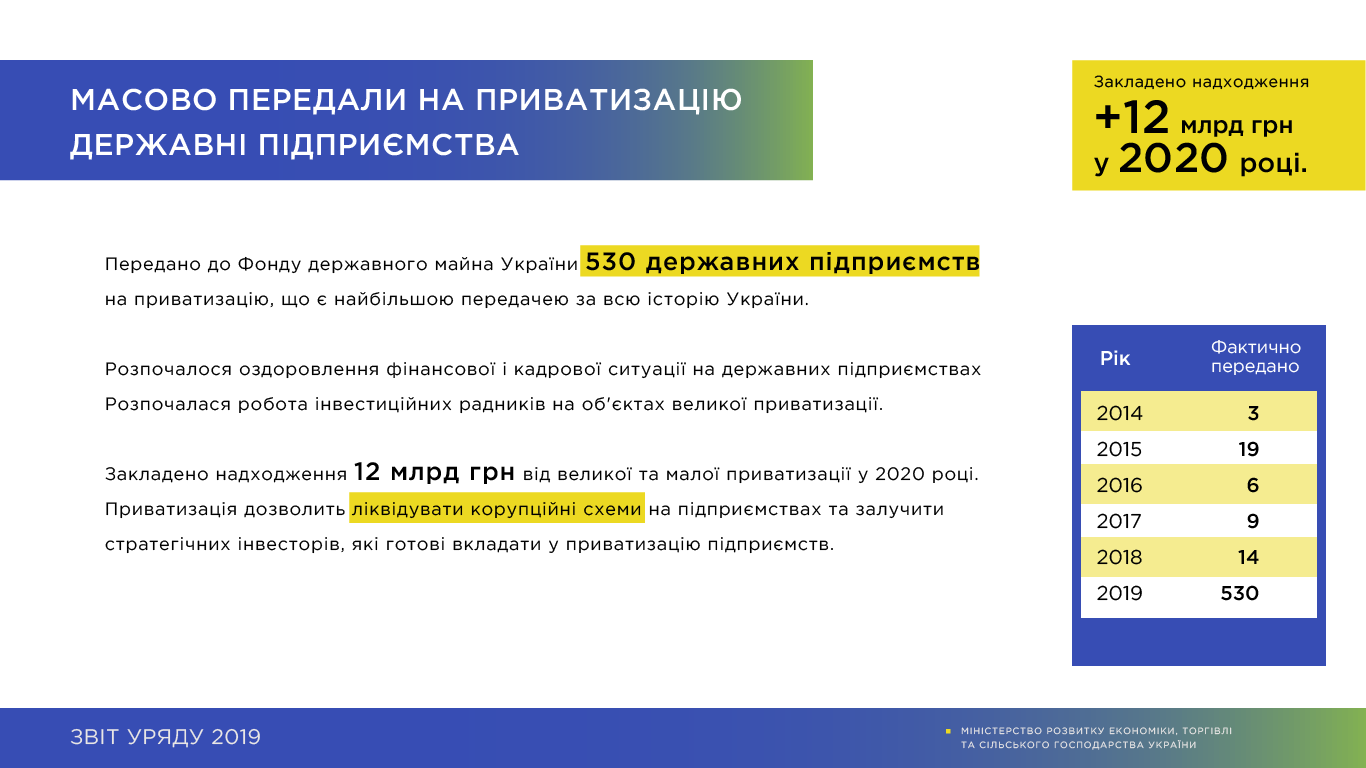 МАСОВО ПЕРЕДАЛИ НА ПРИВАТИЗАЦІЮ
ДЕРЖАВНІ ПІДПРИЄМСТВА
Закладено надходження
+12 млрд грн
у 2020 році.
Передано до Фонду державного майна України 530 державних підприємств
на приватизацію, що є найбільшою передачею за всю історію України.
Розпочалося оздоровлення фінансової і кадрової ситуації на державних підприємствах
Розпочалася робота інвестиційних радників на об'єктах великої приватизації.
Закладено надходження 12 млрд грн від великої та малої приватизації у 2020 році.
Приватизація дозволить ліквідувати корупційні схеми на підприємствах та залучити
стратегічних інвесторів, які готові вкладати у приватизацію підприємств.
Рік Фактично
передано
2014 3
2015 19
2016 6
2017 9
2018 14
2019 530
ЗВІТ УРЯДУ 2019
МІНІСТЕРСТВО РОЗВИТКУ ЕКОНОМІКИ, ТОРГІВЛІ
ТА СІЛЬСЬКОГО ГОСПОДАРСТВА УКРАЇНИ